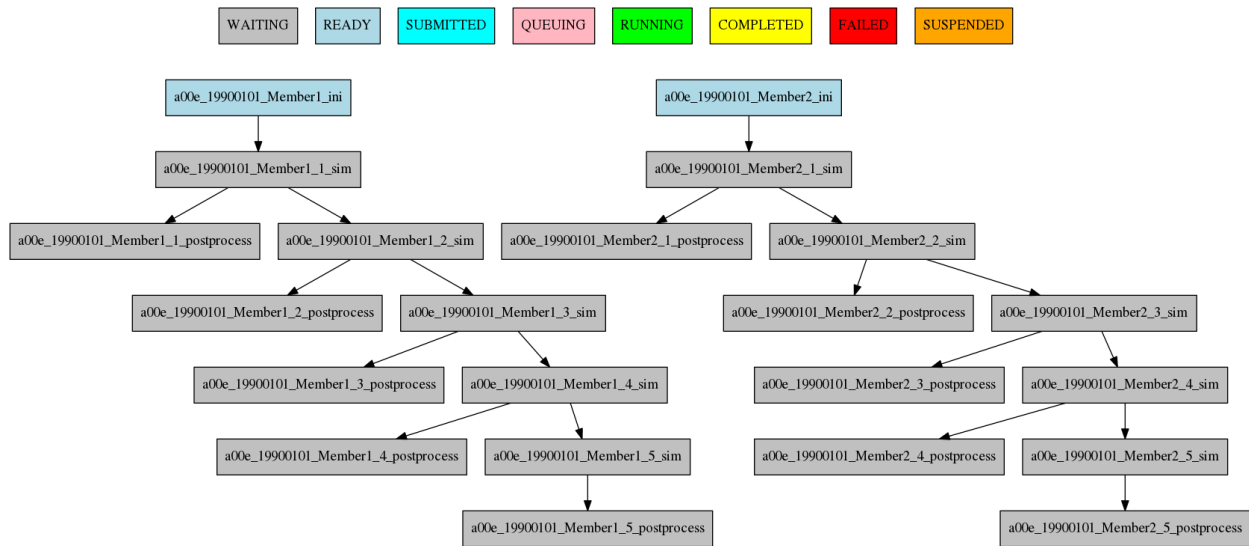 WAITING
READY
SUBMITTED
QUEUING
RUNNING
COMPLETED
FAILED
SUSPENDED
a00e_19900101_Member1_ini
a00e_19900101_Member2_ini
a00e_19900101_Member1_1_sim
a00e_19900101_Member2_1_sim
a00e_19900101_Member1_1_postprocess
a00e_19900101_Member1_2_sim
a00e_19900101_Member2_1_postprocess
a00e_19900101_Member2_2_sim
a00e_19900101_Member1_2_postprocess
a00e_19900101_Member1_3_sim
a00e_19900101_Member2_2_postprocess
a00e_19900101_Member2_3_sim
a00e_19900101_Member1_3_postprocess
a00e_19900101_Member1_4_sim
a00e_19900101_Member2_3_postprocess
a00e_19900101_Member2_4_sim
a00e_19900101_Member1_4_postprocess
a00e_19900101_Member1_5_sim
a00e_19900101_Member2_4_postprocess
a00e_19900101_Member2_5_sim
a00e_19900101_Member1_5_postprocess
a00e_19900101_Member2_5_postprocess